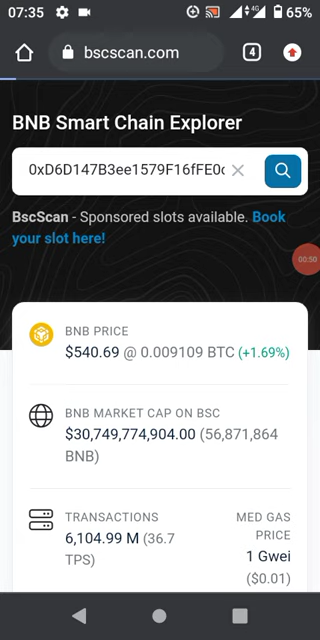 07:35 4G 65%
bscscan.com 4
BNB Smart Chain Explorer
0xD6D147B3ee1579F16fFE0c
BscScan - Sponsored slots available. Book
your slot here!
00:50
BNB PRICE
$540.69 @ 0.009109 BTC (+1.69%)
BNB MARKET CAP ON BSC
$30,749,774,904.00 (56,871,864
BNB)
TRANSACTIONS
6,104.99 M (36.7
TPS)
MED GAS
PRICE
1 Gwei
($0.01)